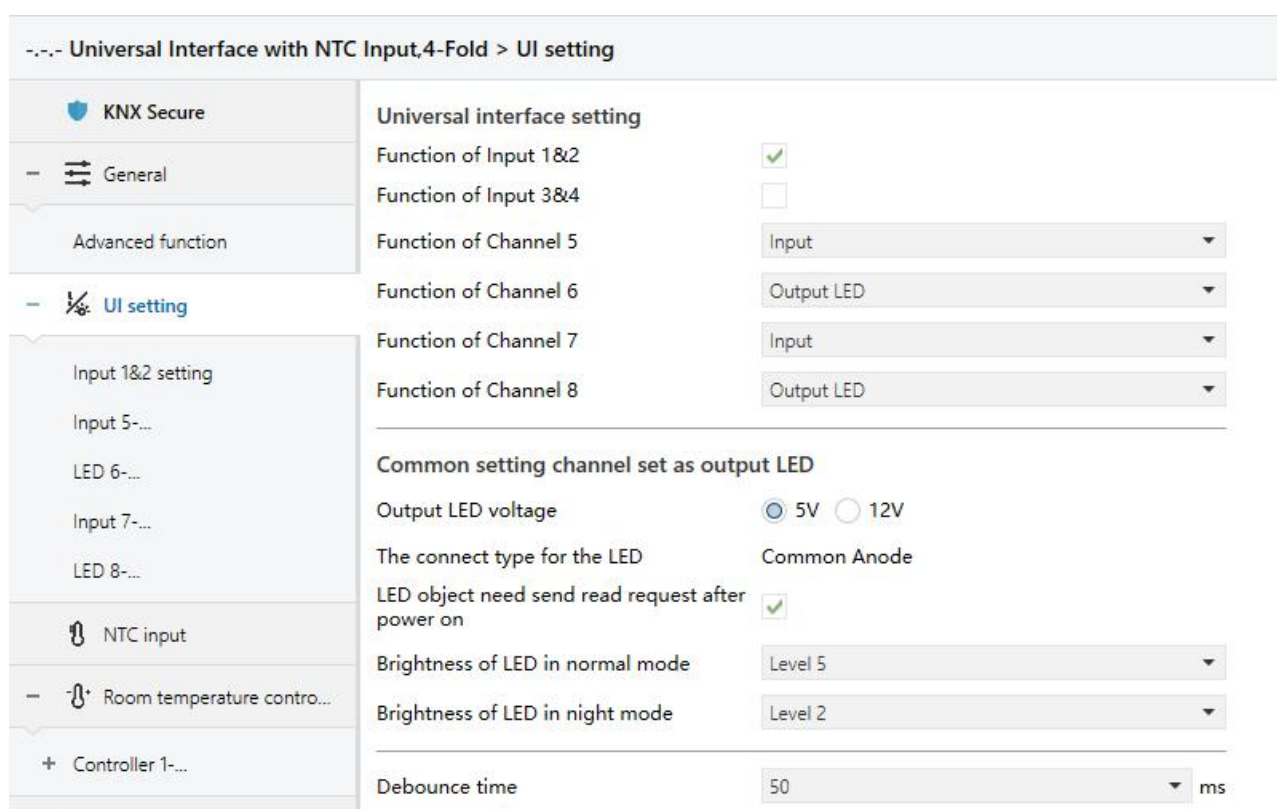 -.-.- Universal Interface with NTC Input,4-Fold > UI setting
KNX Secure
General
Advanced function
UI setting
Input 1&2 setting
Input 5-...
LED 6-...
Input 7-...
LED 8-...
NTC input
Room temperature contro...
Controller 1-...
Universal interface setting
Function of Input 1&2
Function of Input 3&4
Function of Channel 5 Input
Function of Channel 6 Output LED
Function of Channel 7 Input
Function of Channel 8 Output LED
Common setting channel set as output LED
Output LED voltage 5V 12V
The connect type for the LED Common Anode
LED object need send read request after
power on
Brightness of LED in normal mode Level 5
Brightness of LED in night mode Level 2
Debounce time 50 ms